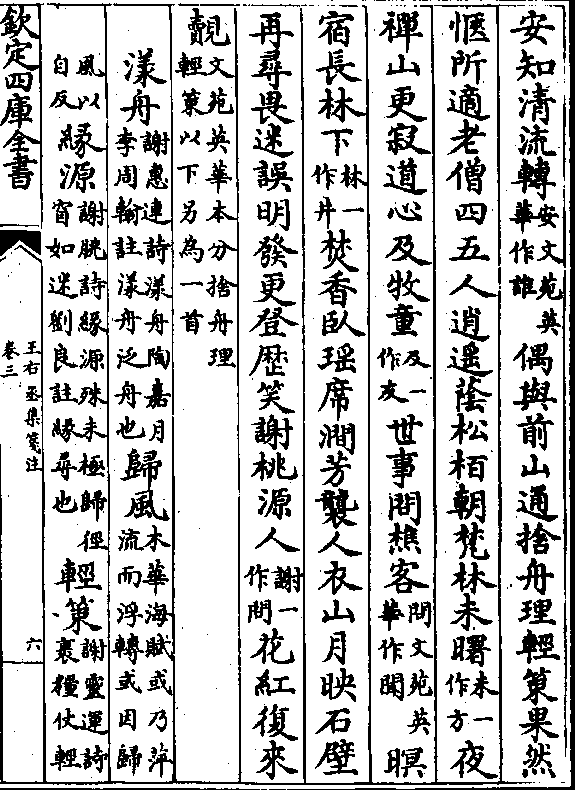 安知清流轉安文苑英華作誰偶與前山通捨舟理輕策果然
愜所適老僧四五人逍遥蔭松栢朝梵林未曙未一作方夜
禪山更寂道心及牧童及一作友世事問樵客問文苑英華作聞暝
宿長林下林一作井焚香臥瑶席澗芳襲人衣山月映石壁
再尋畏迷誤明發更登歴笑謝桃源人謝一作問花紅復來
覿見文苑英華本分捨舟理輕策以下另為一首
漾舟謝惠連詩漾舟陶嘉月李周翰註漾舟泛舟也歸風木華海賦或乃萍流而浮轉或因歸
風以自反縁源謝朓詩縁源殊未極歸徑窅如迷劉良註縁尋也輕策謝靈運詩裹糧仗輕
欽定四庫全書
王右丞集箋注
卷三
六